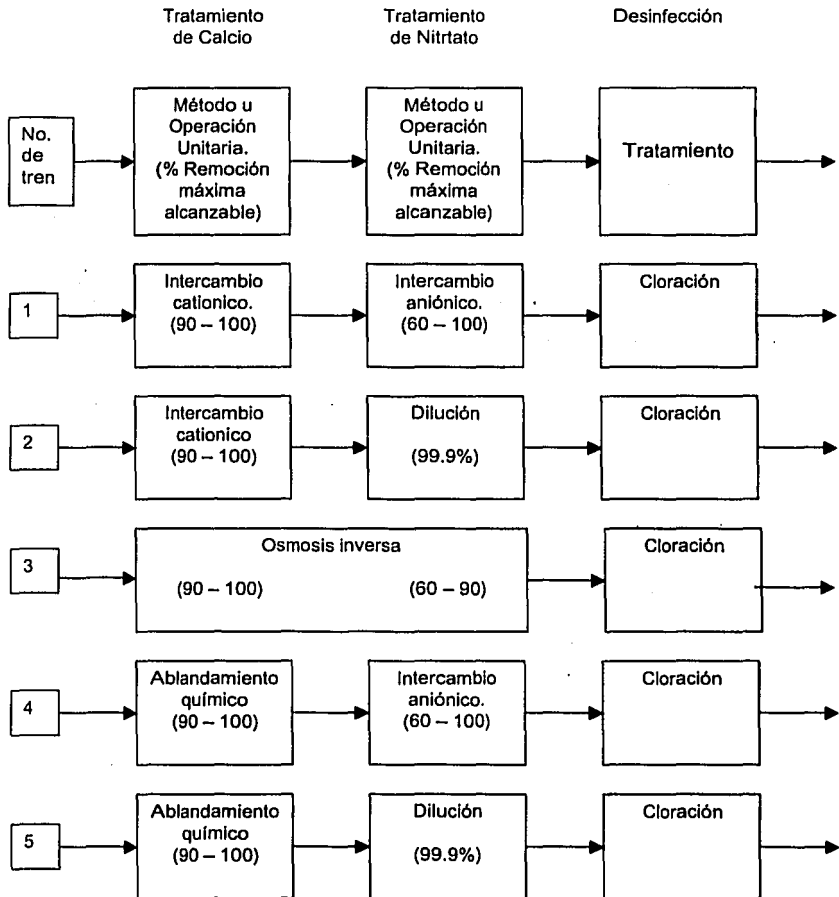 Tratamiento
de Calcio
Tratamiento
de Nitrtato
Desinfección
No.
de
tren
Método u
Operación
Unitaria.
(% Remoción
máxima
alcanzable)
Método u
Operación
Unitaria.
(% Remoción
máxima
alcanzable)
Tratamiento
1
Intercambio
cationico.
(90 – 100)
Intercambio
aniónico.
(60 – 100)
Cloración
2
Intercambio
cationico
(90 – 100)
Dilución
(99.9%)
Cloración
3
Osmosis inversa
(90 – 100) (60 – 90)
Cloración
4
Ablandamiento
químico
(90 – 100)
Intercambio
aniónico.
(60 – 100)
Cloración
5
Ablandamiento
químico
(90 – 100)
Dilución
(99.9%)
Cloración